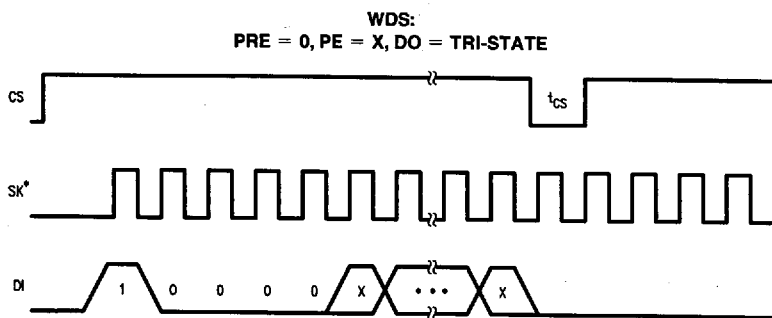 WDS:
PRE = 0, PE = X, DO = TRI-STATE
CS
tCS
SK*
DI
1 0 0 0 0 X • • • X